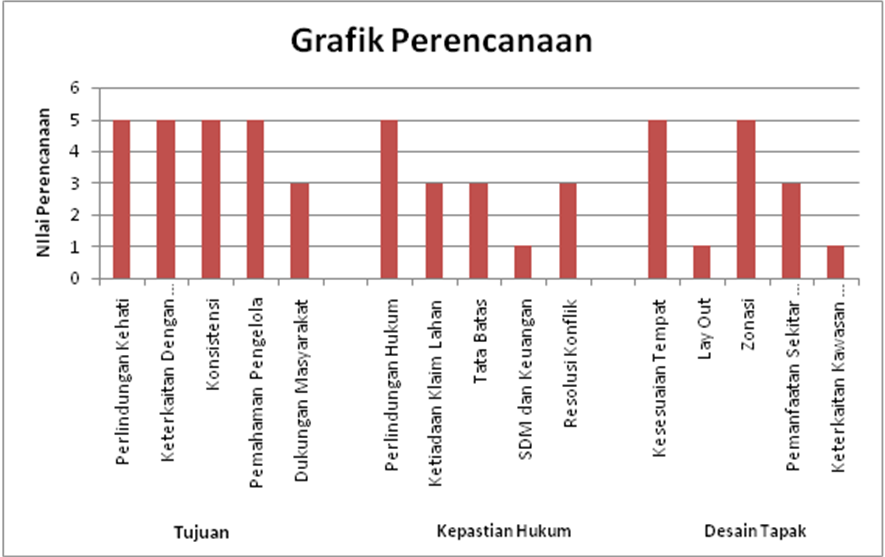 Grafik Perencanaan
NIlai Perencanaan
6
5
4
3
2
1
0
Perlindungan Kehati
Keterkaitan Dengan ...
Konsistensi
Pemahaman Pengelola
Dukungan Masyarakat
Perlindungan Hukum
Ketiadaan Klaim Lahan
Tata Batas
SDM dan Keuangan
Resolusi Konflik
Kesesuaian Tempat
Lay Out
Zonasi
Pemanfaatan Sekitar ...
Keterkaitan Kawasan ...
Tujuan
Kepastian Hukum
Desain Tapak